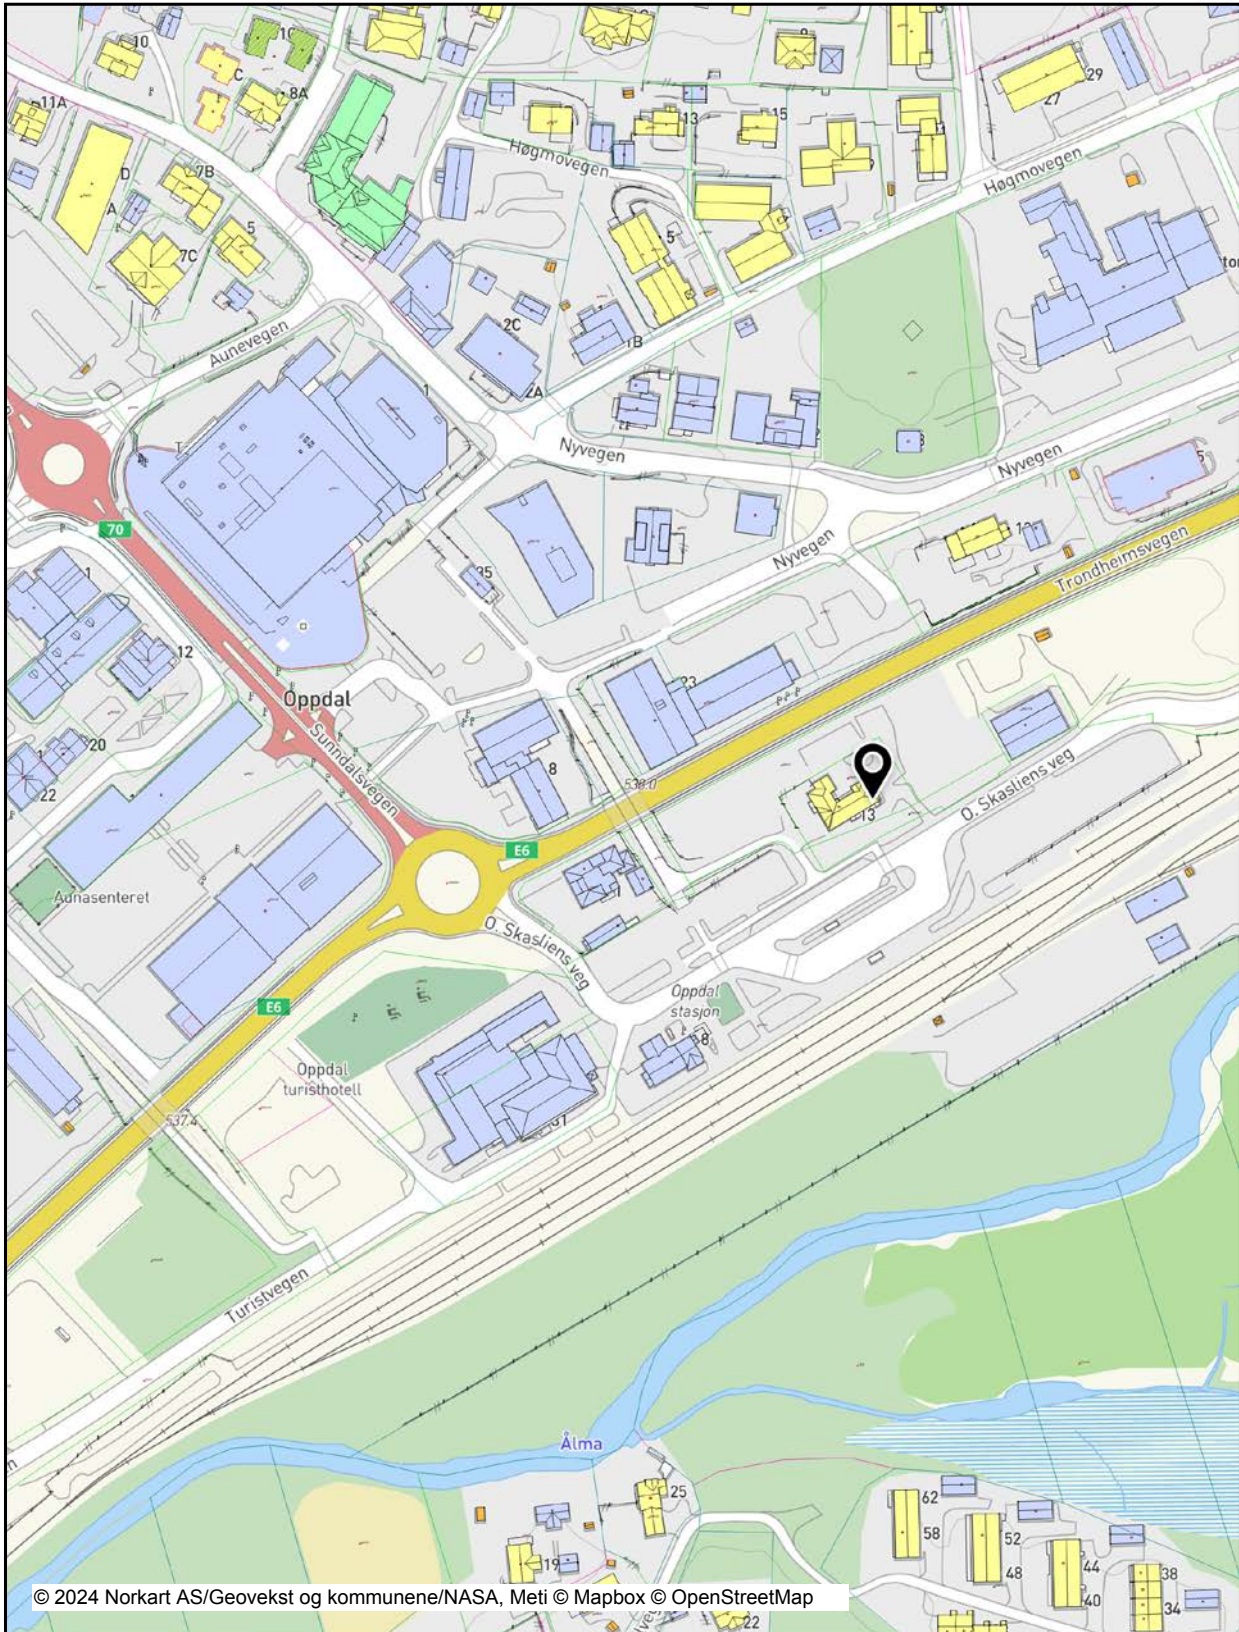 10
C
8A
11A
D
A
7B
7C
5
13
15
Høgmovegen
27
29
Høgmovegen
5
Aunevegen
2C
1B
2A
1
Nyvegen
Nyvegen
70
35
Nyvegen
Trondheimsvegen
1
12
Oppdal
Sunndalsvegen
23
20
22
8
538.0
13
O. Skasliens veg
E6
Aunasenteret
O. Skasliens veg
E6
Oppdal
stasjon
8
Oppdal
turisthotell
31
537.4
Turistvegen
Ålma
25
19
62
58
52
48
44
40
38
34
22
© 2024 Norkart AS/Geovekst og kommunene/NASA, Meti © Mapbox © OpenStreetMap